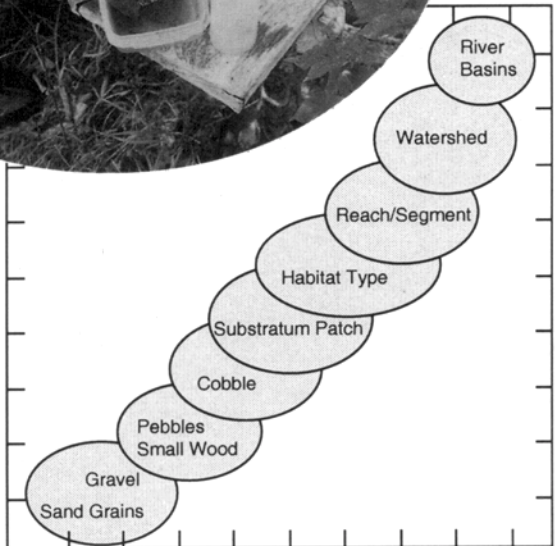 River
Basins
Watershed
Reach/Segment
Habitat Type
Substratum Patch
Cobble
Pebbles
Small Wood
Gravel
Sand Grains